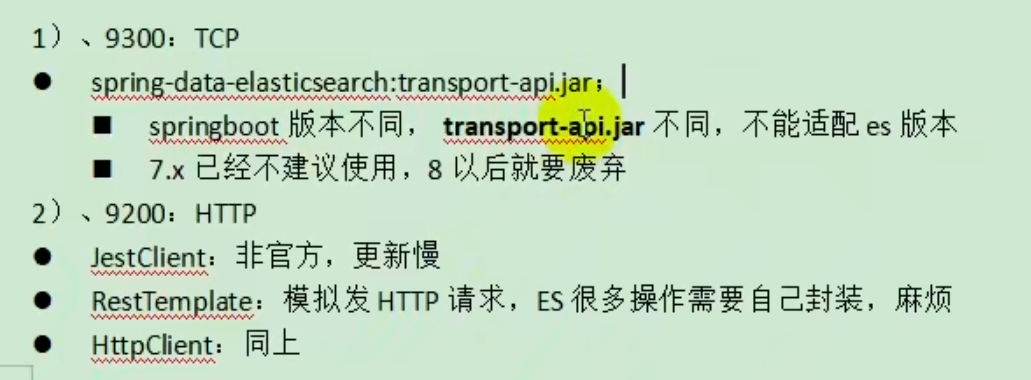 1）、9300：TCP
● spring-data-elasticsearch:transport-api.jar；
■ springboot 版本不同， transport-api.jar 不同，不能适配 es 版本
■ 7.x 已经不建议使用，8 以后就要废弃
2）、9200：HTTP
● JestClient：非官方，更新慢
● RestTemplate：模拟发 HTTP 请求，ES 很多操作需要自己封装，麻烦
● HttpClient：同上